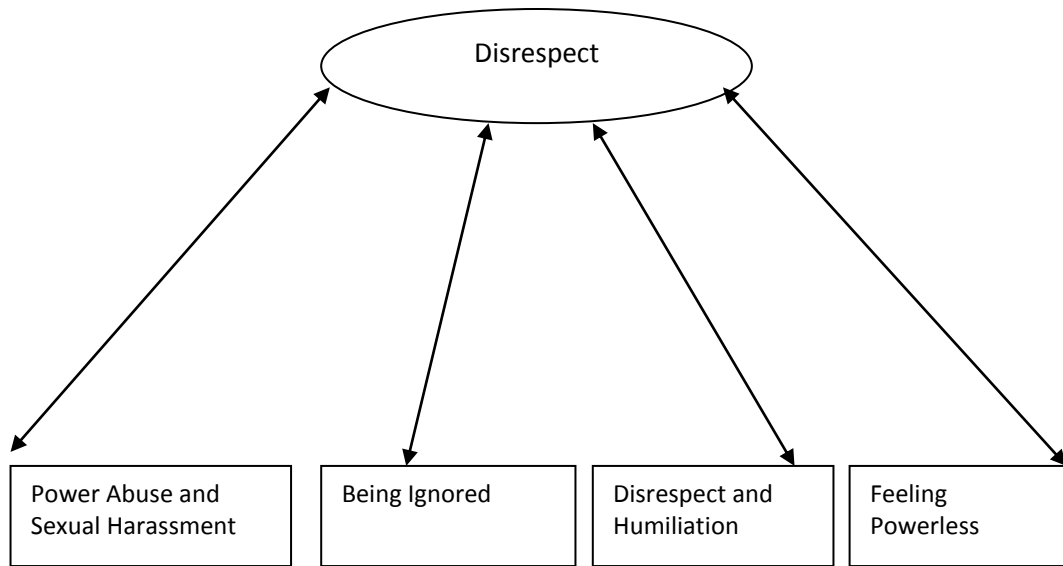 Disrespect
Power Abuse and
Sexual Harassment
Being Ignored
Disrespect and
Humiliation
Feeling
Powerless